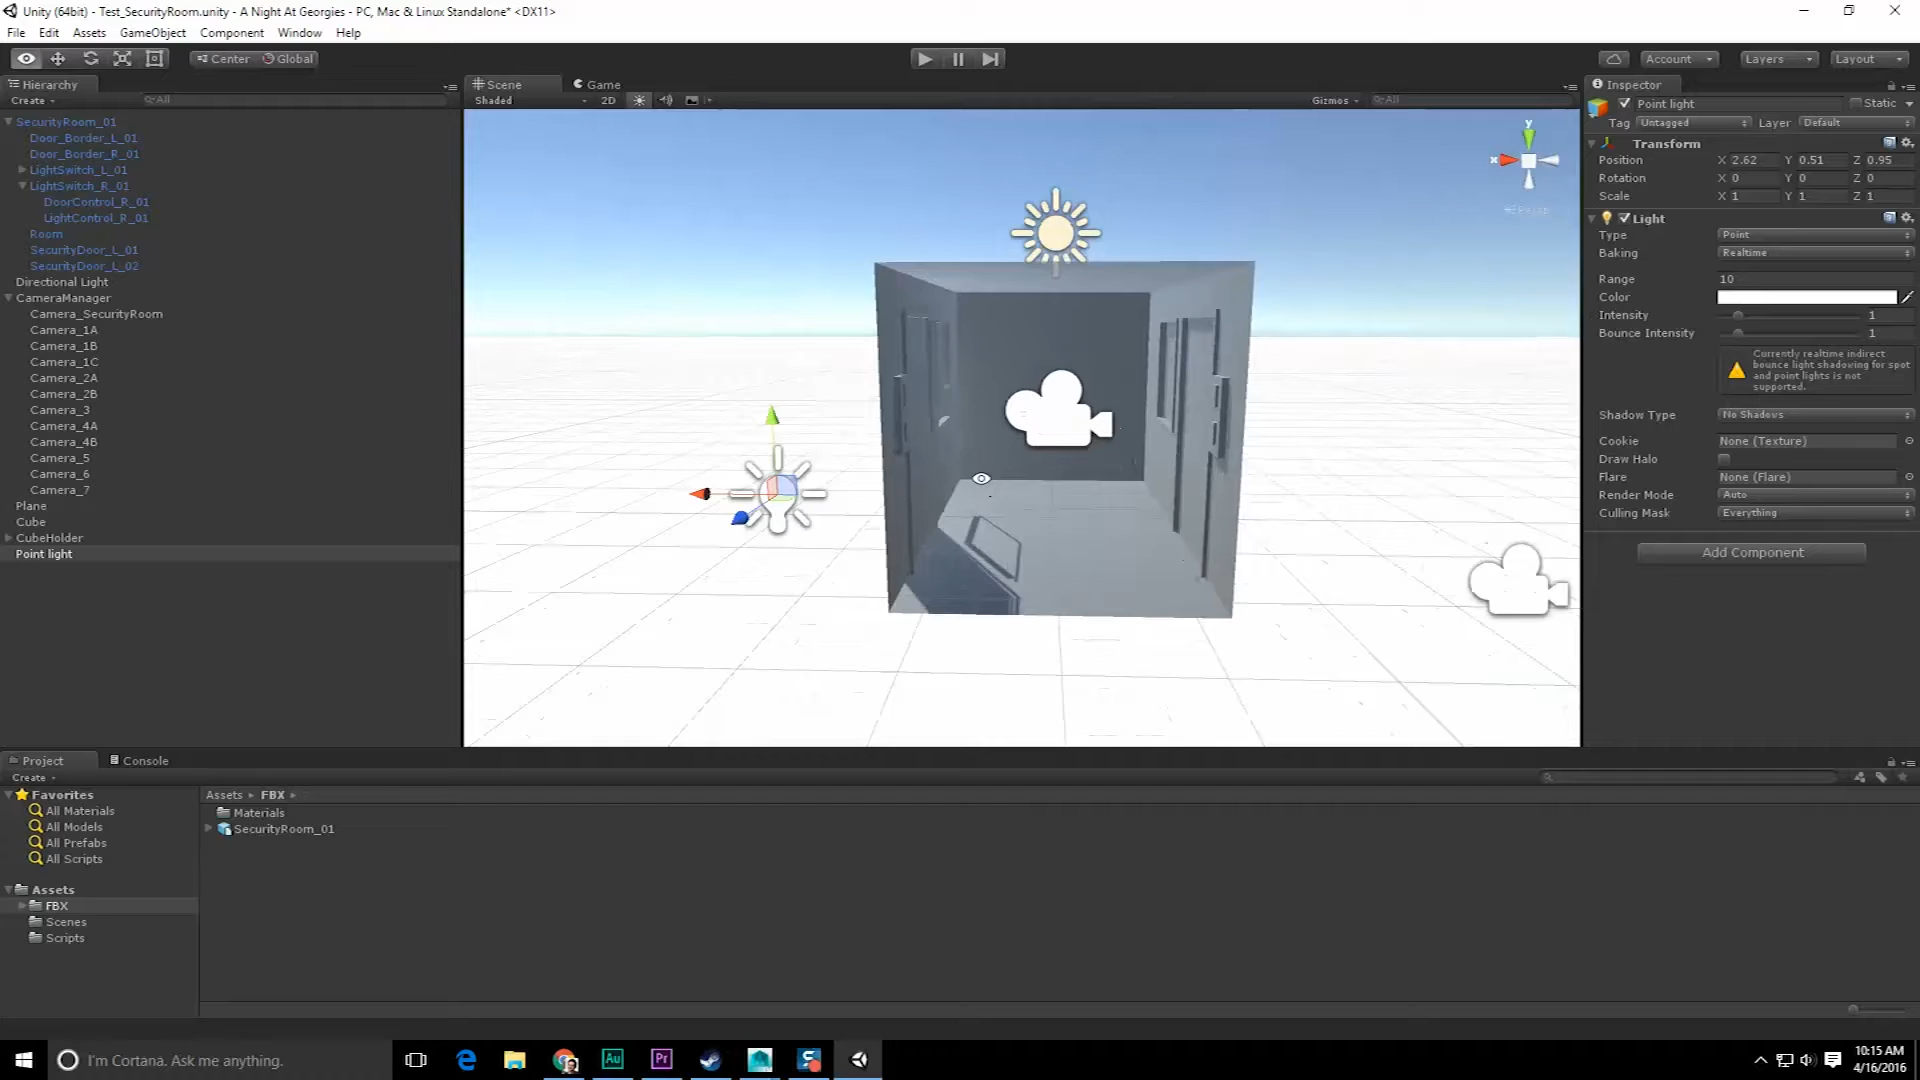 Unity (64bit) - Test_SecurityRoom.unity - A Night At Georgies - PC, Mac & Linux Standalone* <DX11>
File Edit Assets GameObject Component Window Help
Center Global Account Layers Layout
Hierarchy
Create All
SecurityRoom_01
Door_Border_L_01
Door_Border_R_01
LightSwitch_L_01
LightSwitch_R_01
DoorControl_R_01
LightControl_R_01
Room
SecurityDoor_L_01
SecurityDoor_L_02
Directional Light
CameraManager
Camera_SecurityRoom
Camera_1A
Camera_1B
Camera_1C
Camera_2A
Camera_2B
Camera_3
Camera_4A
Camera_4B
Camera_5
Camera_6
Camera_7
Plane
Cube
CubeHolder
Point light
Scene Game
Shaded 2D Gizmos All
y
x
Persp
Inspector
Point light Static
Tag Untagged Layer Default
Transform
Position X 2.62 Y 0.51 Z 0.95
Rotation X 0 Y 0 Z 0
Scale X 1 Y 1 Z 1
Light
Type Point
Baking Realtime
Range 10
Color
Intensity 1
Bounce Intensity 1
Currently realtime indirect
bounce light shadowing for spot
and point lights is not
supported.
Shadow Type No Shadows
Cookie None (Texture)
Draw Halo
Flare None (Flare)
Render Mode Auto
Culling Mask Everything
Add Component
Project Console
Create
Favorites
All Materials
All Models
All Prefabs
All Scripts
Assets
FBX
Scenes
Scripts
Assets FBX
Materials
SecurityRoom_01
I'm Cortana. Ask me anything.
Au Pr
10:15 AM
4/16/2016